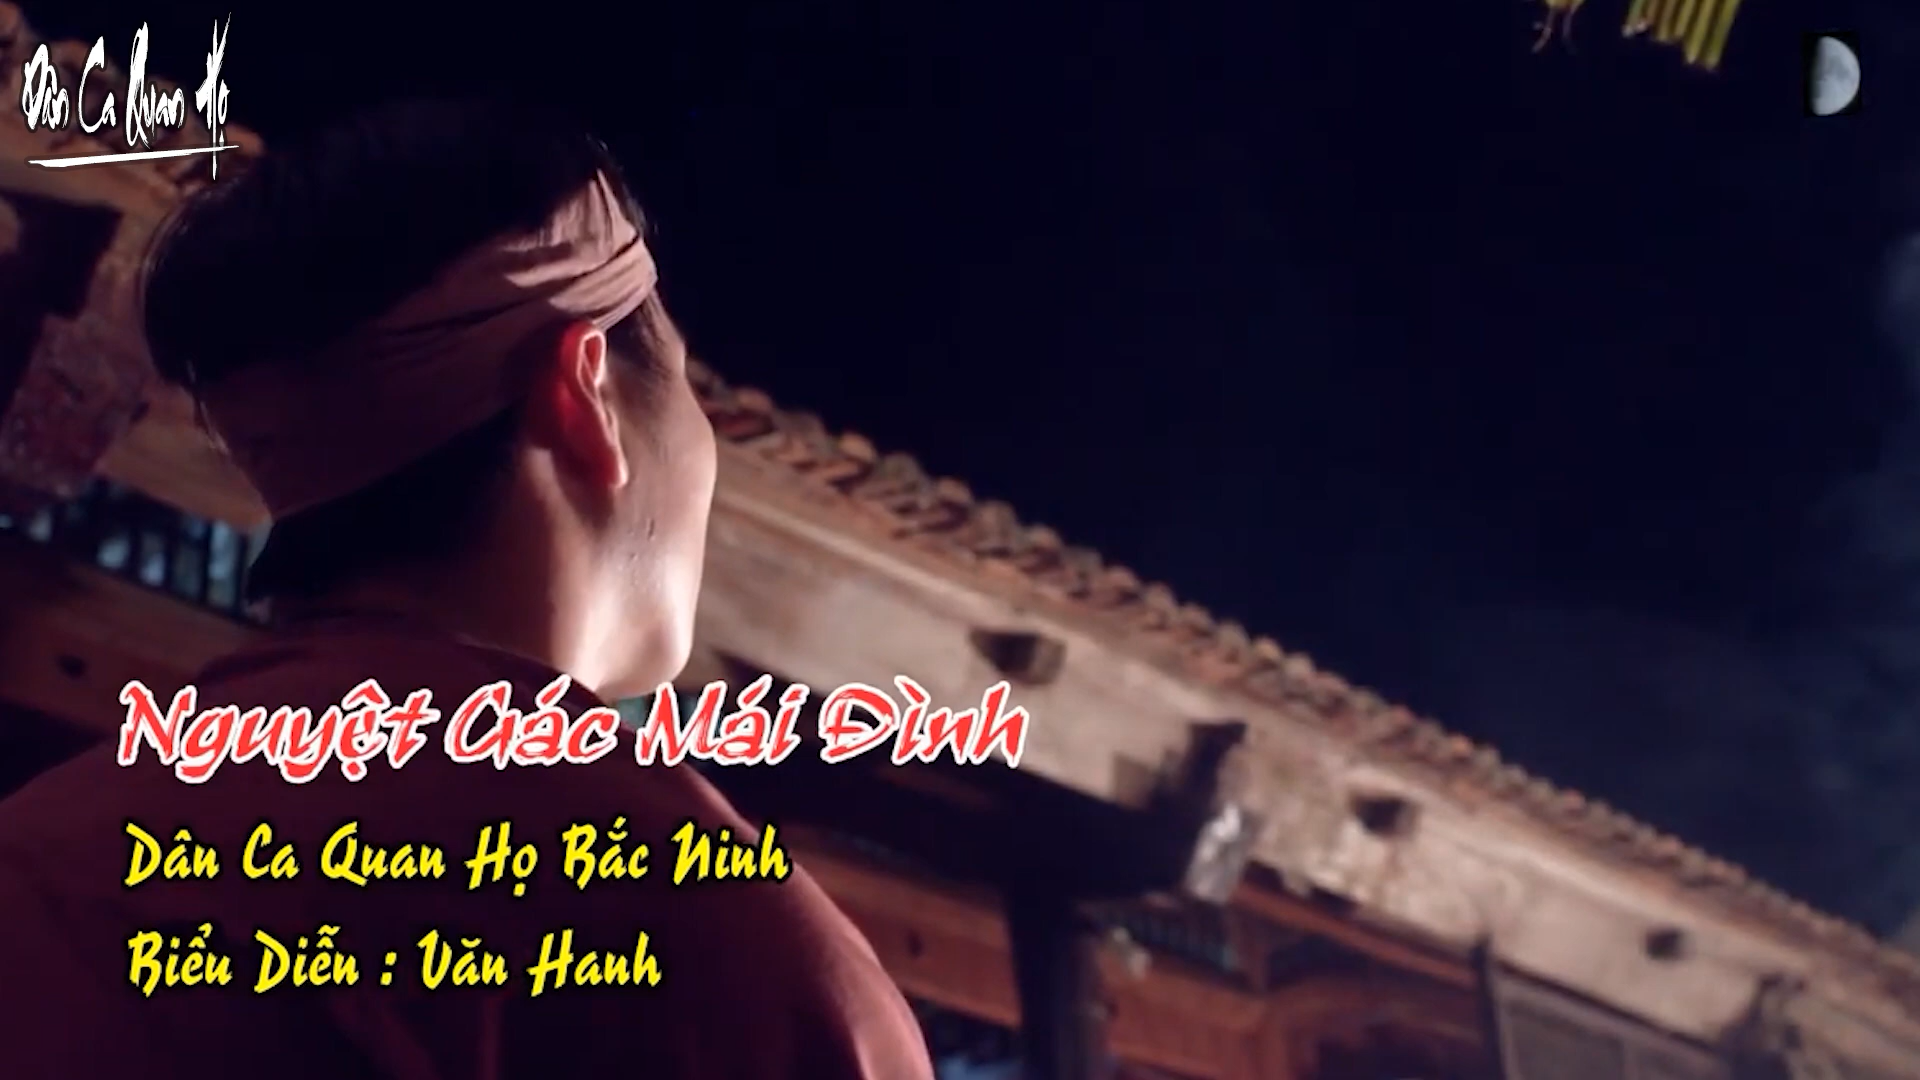 Dân Ca Quan Họ
Nguyệt Gác Mái Đình
Dân Ca Quan Họ Bắc Ninh
Biểu Diễn : Văn Hanh